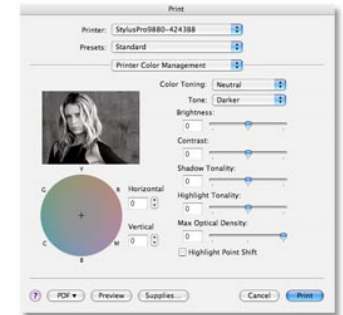 Print
Printer: StylusPro9880-424388
Presets: Standard
Printer Color Management
Color Toning: Neutral
Tone: Darker
Brightness:
0
Contrast:
0
Shadow Tonality:
0
Highlight Tonality:
0
Max Optical Density:
0
Highlight Point Shift
Y
G R
C M
B
Horizontal
0
Vertical
0
? PDF ▾ Preview Supplies... Cancel Print